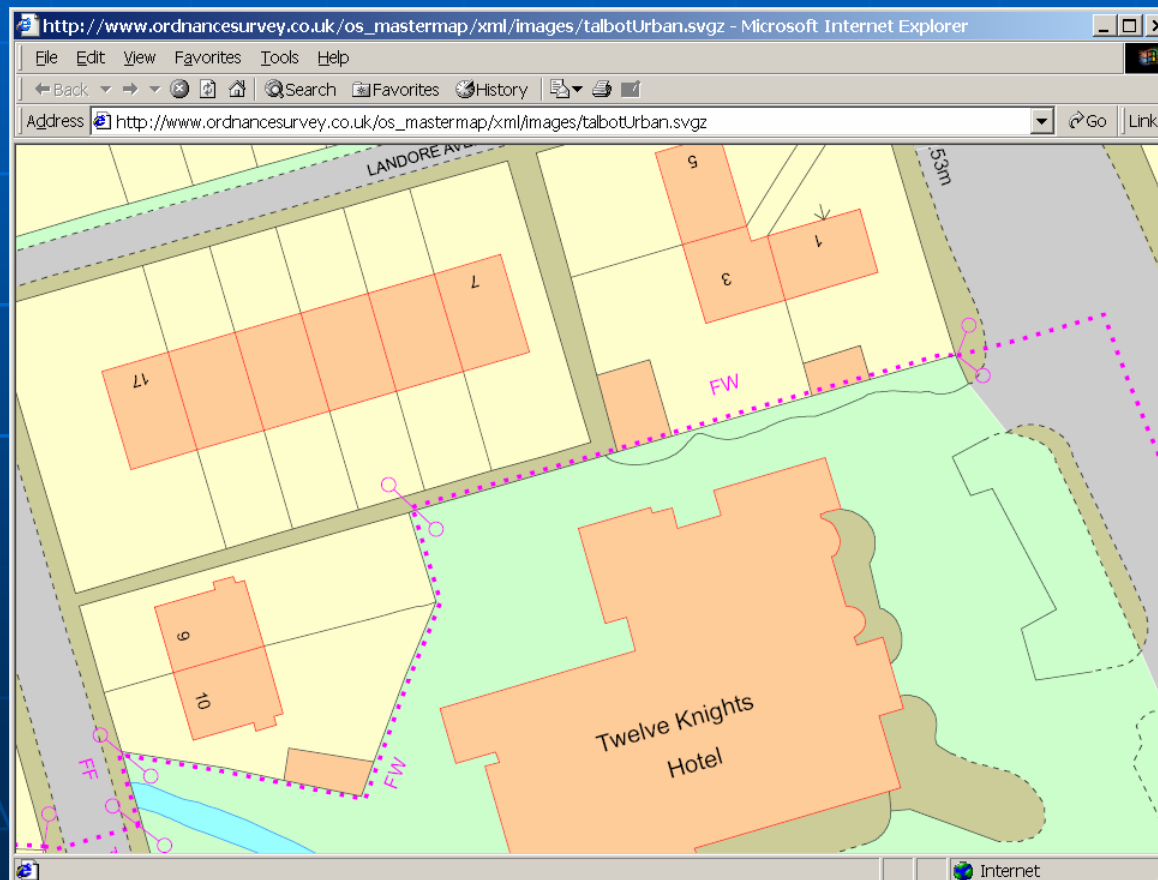 http://www.ordnancesurvey.co.uk/os_mastermap/xml/images/talbotUrban.svgz - Microsoft Internet Explorer
File Edit View Favorites Tools Help
Back Search Favorites History
Address http://www.ordnancesurvey.co.uk/os_mastermap/xml/images/talbotUrban.svgz Go Link
LANDORE AVE
5
.53m
1
3
7
17
FW
9
10
Twelve Knights
Hotel
FF
FW
Internet